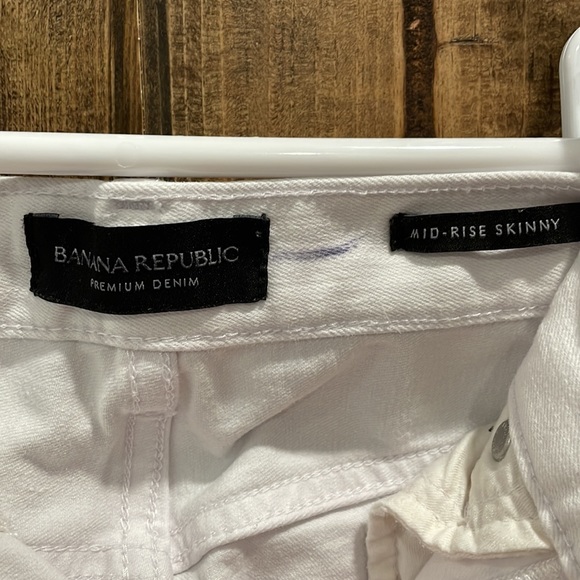 BANANA REPUBLIC
PREMIUM DENIM
MID-RISE SKINNY